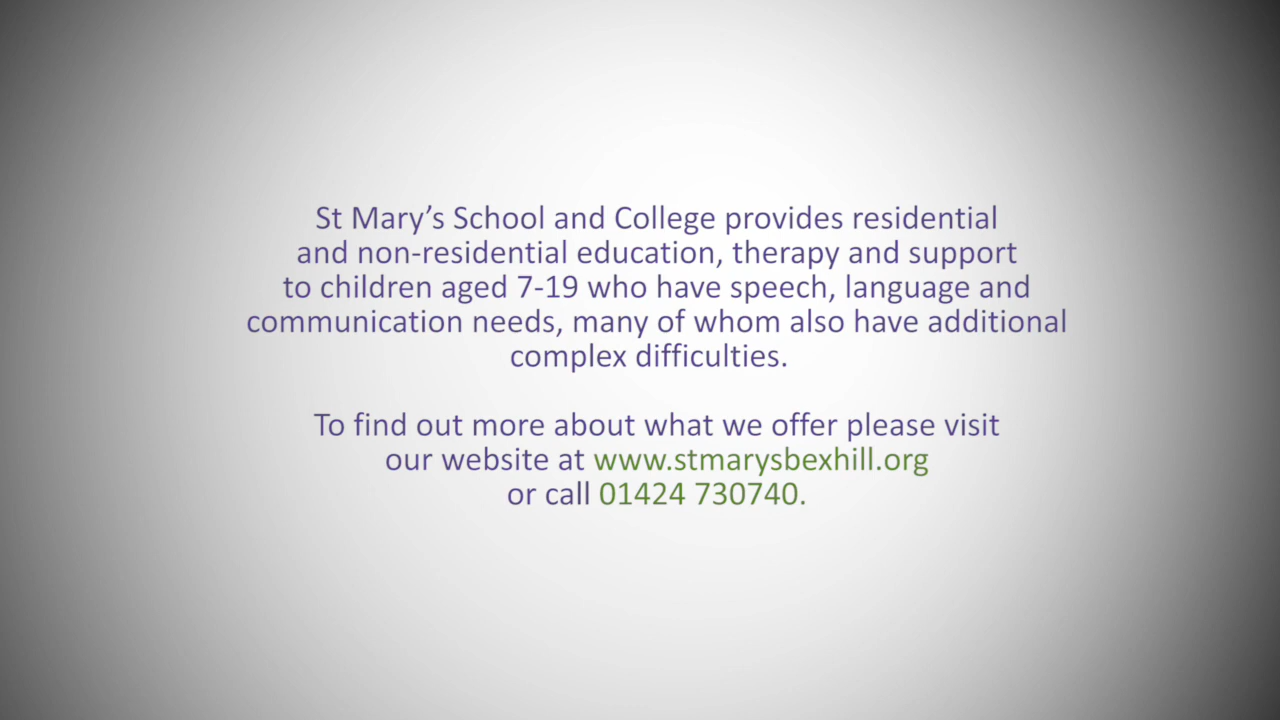 St Mary’s School and College provides residential
and non-residential education, therapy and support
to children aged 7-19 who have speech, language and
communication needs, many of whom also have additional
complex difficulties.
To find out more about what we offer please visit
our website at www.stmarysbexhill.org
or call 01424 730740.